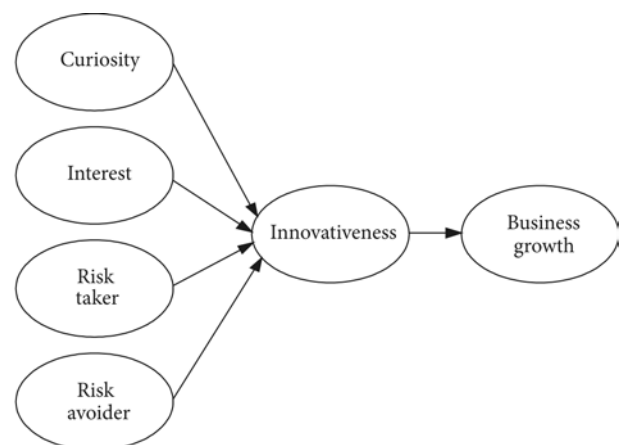 Curiosity
Interest
Risk
taker
Risk
avoider
Innovativeness
Business
growth